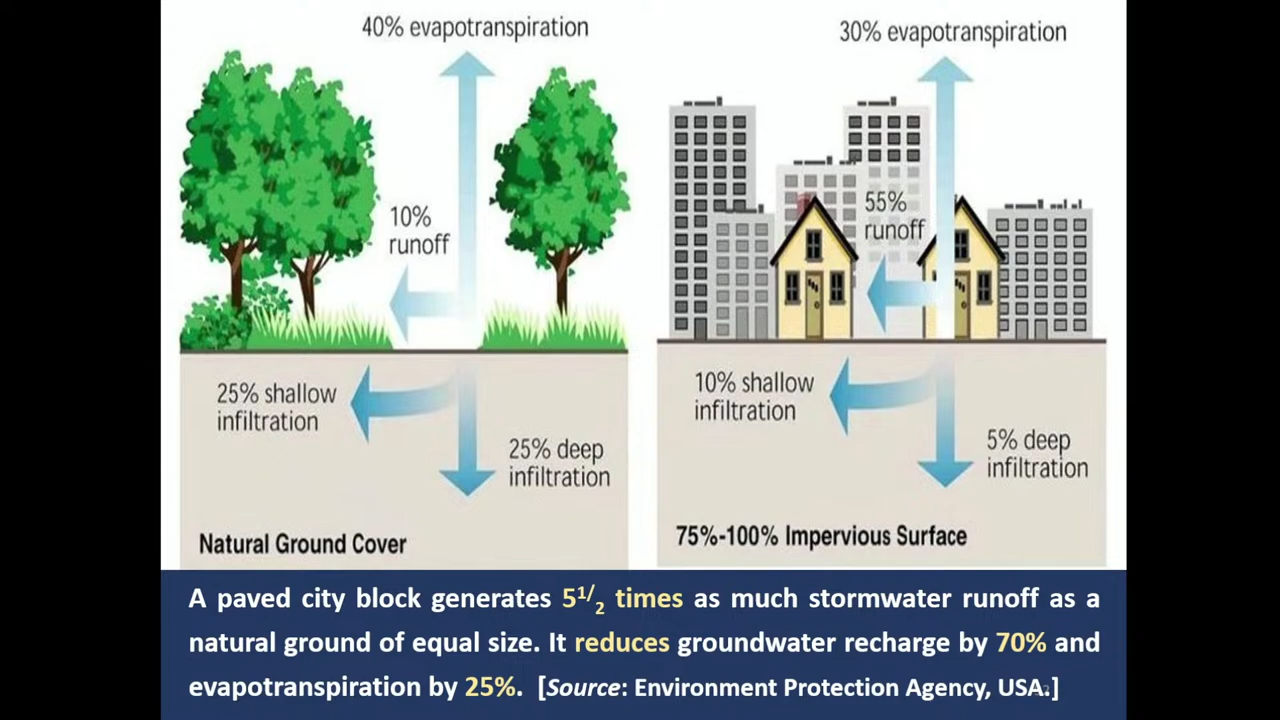 40% evapotranspiration
10%
runoff
25% shallow
infiltration
25% deep
infiltration
Natural Ground Cover
30% evapotranspiration
55%
runoff
10% shallow
infiltration
5% deep
infiltration
75%-100% Impervious Surface
A paved city block generates 5¹/₂ times as much stormwater runoff as a
natural ground of equal size. It reduces groundwater recharge by 70% and
evapotranspiration by 25%. [Source: Environment Protection Agency, USA.]